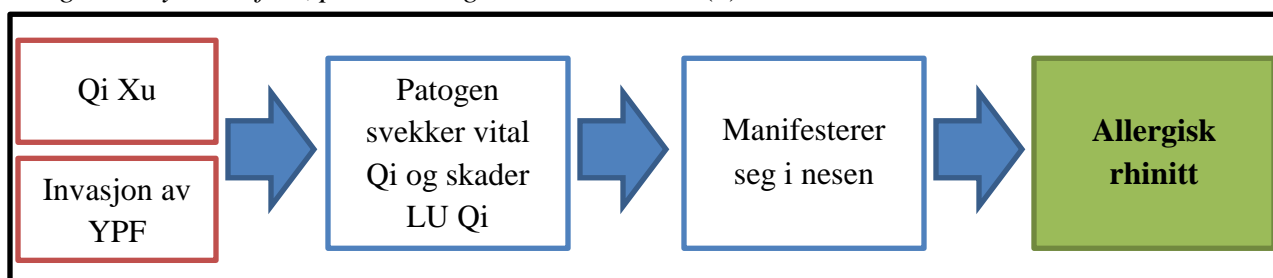 Qi Xu
Invasjon av
YPF
Patogen
svekker vital
Qi og skader
LU Qi
Manifesterer
seg i nesen
Allergisk
rhinitt